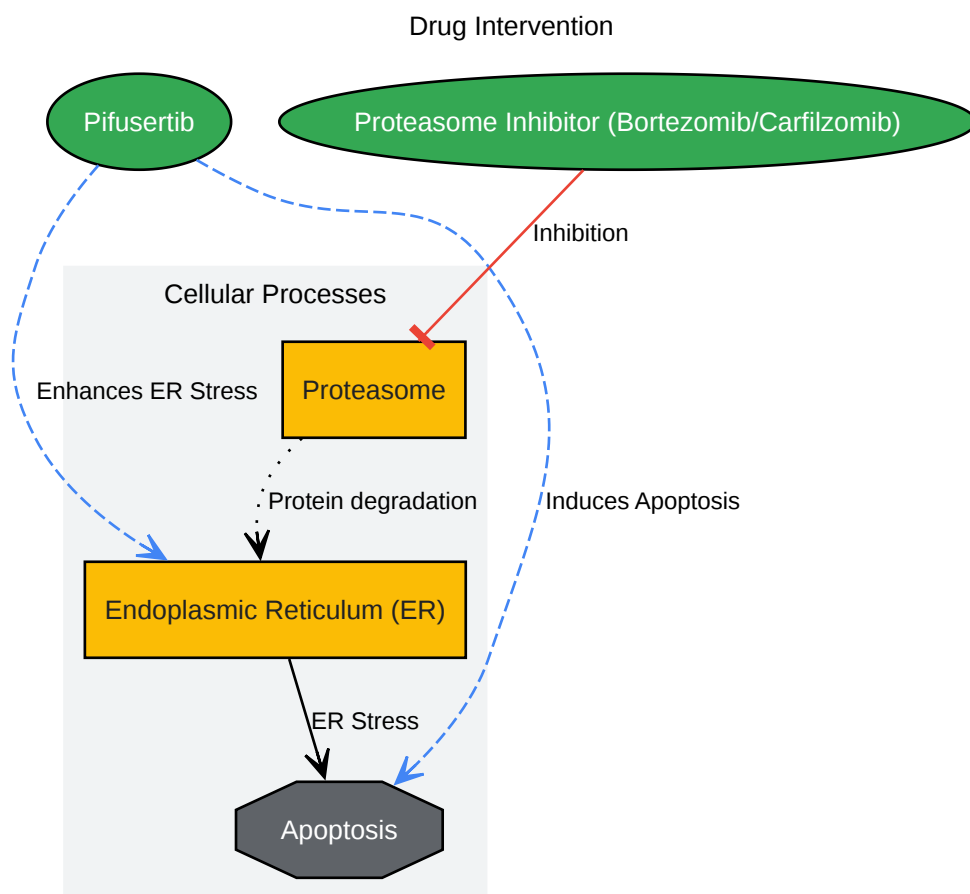 Drug Intervention
Pifusertib
Proteasome Inhibitor (Bortezomib/Carfilzomib)
Inhibition
Cellular Processes
Enhances ER Stress
Proteasome
Protein degradation
Induces Apoptosis
Endoplasmic Reticulum (ER)
ER Stress
Apoptosis